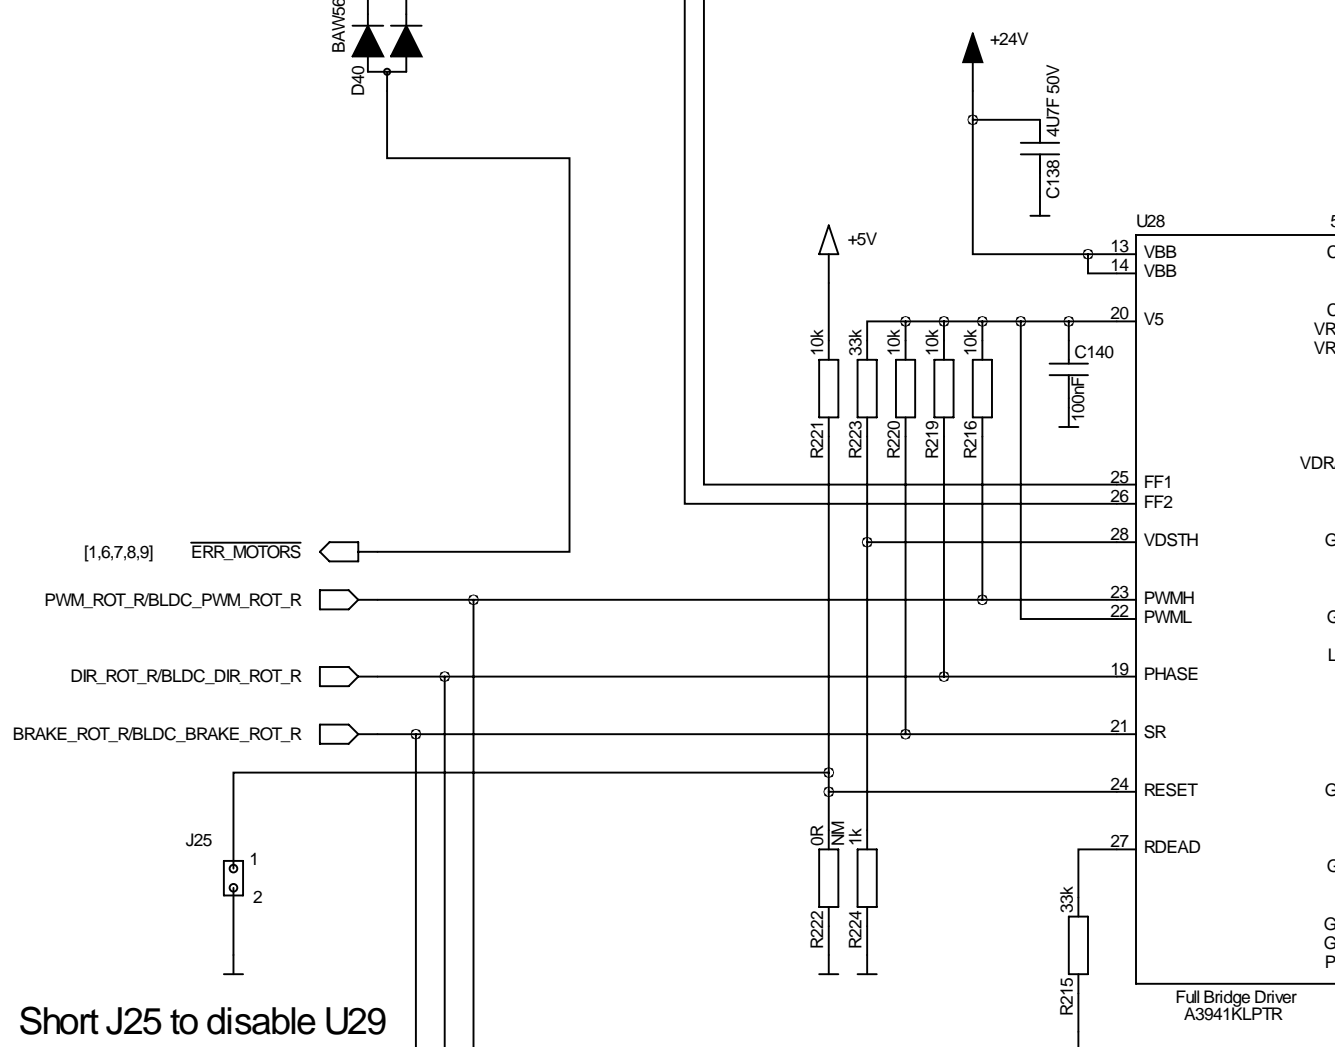 BAW56
D40
+24V
4U7F 50V
C138
U28
+5V
13 VBB
14 VBB
20 V5
10k
33k
10k
10k
10k
C140
100nF
R221
R223
R220
R219
R216
VDR
25 FF1
26 FF2
28 VDSTH
[1,6,7,8,9] ERR_MOTORS
PWM_ROT_R/BLDC_PWM_ROT_R
23 PWMH
22 PWML
DIR_ROT_R/BLDC_DIR_ROT_R
19 PHASE
BRAKE_ROT_R/BLDC_BRAKE_ROT_R
21 SR
24 RESET
J25
1
2
0R
NM
1k
27 RDEAD
33k
R222
R224
R215
Full Bridge Driver
A3941KLPTR
Short J25 to disable U29